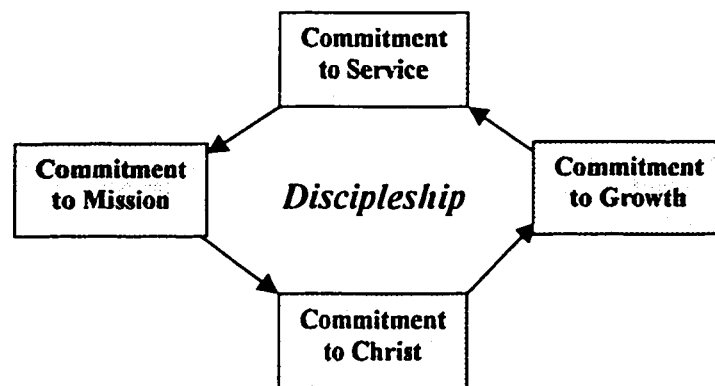 Commitment
to Service
Commitment
to Mission
Discipleship
Commitment
to Growth
Commitment
to Christ